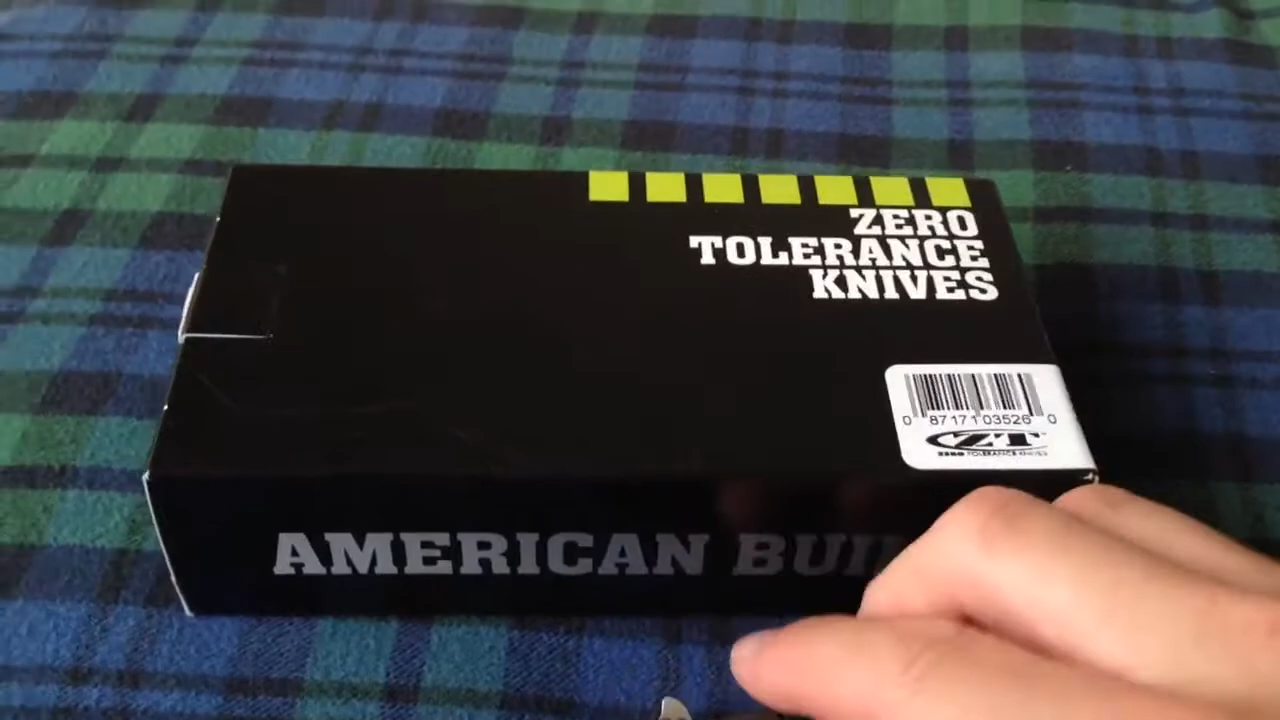 ZERO
TOLERANCE
KNIVES
0 87171 03526 0
ZT
ZERO TOLERANCE KNIVES
AMERICAN